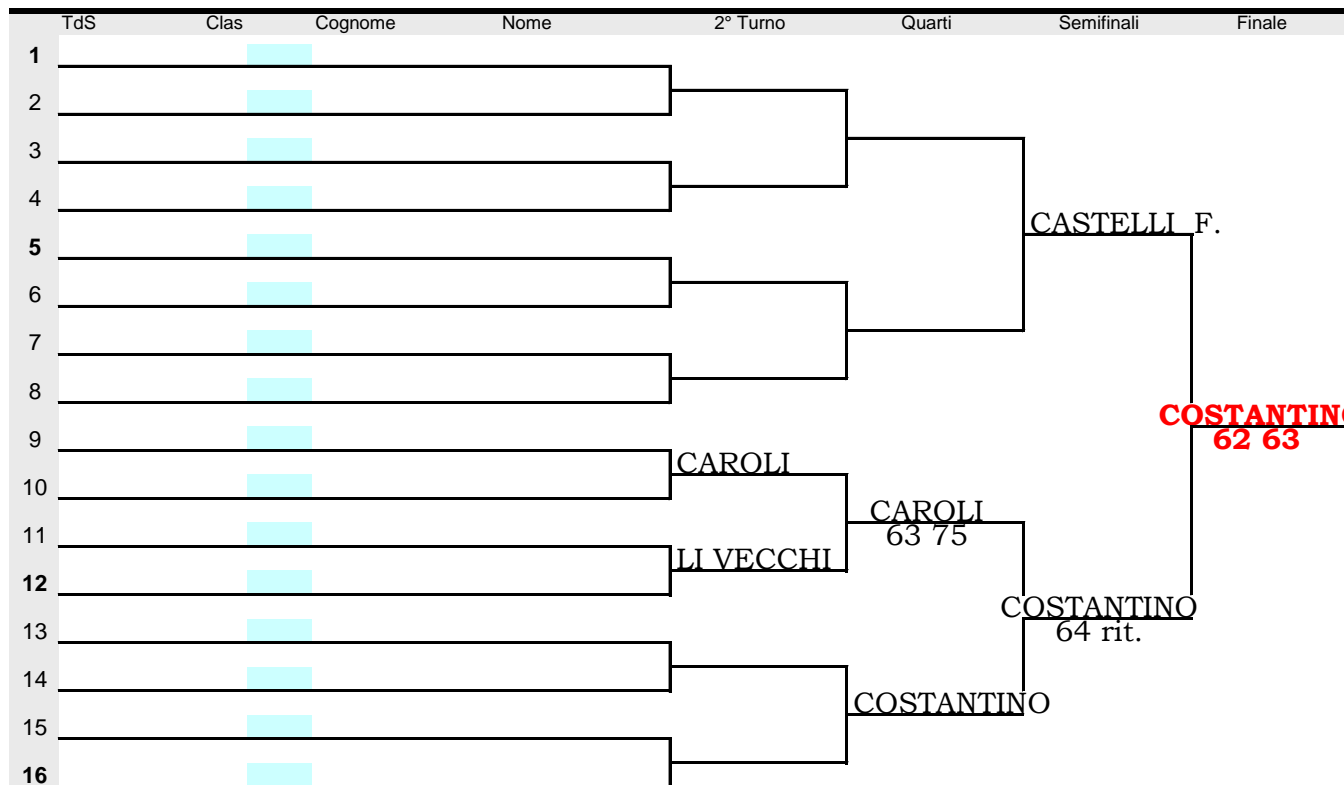 TdS Clas Cognome Nome 2° Turno Quarti Semifinali Finale
1
2
3
4
CASTELLI F.
5
6
7
8
COSTANTINO
62 63
9
CAROLI
10
CAROLI
63 75
11
LI VECCHI
12
COSTANTINO
64 rit.
13
14
COSTANTINO
15
16